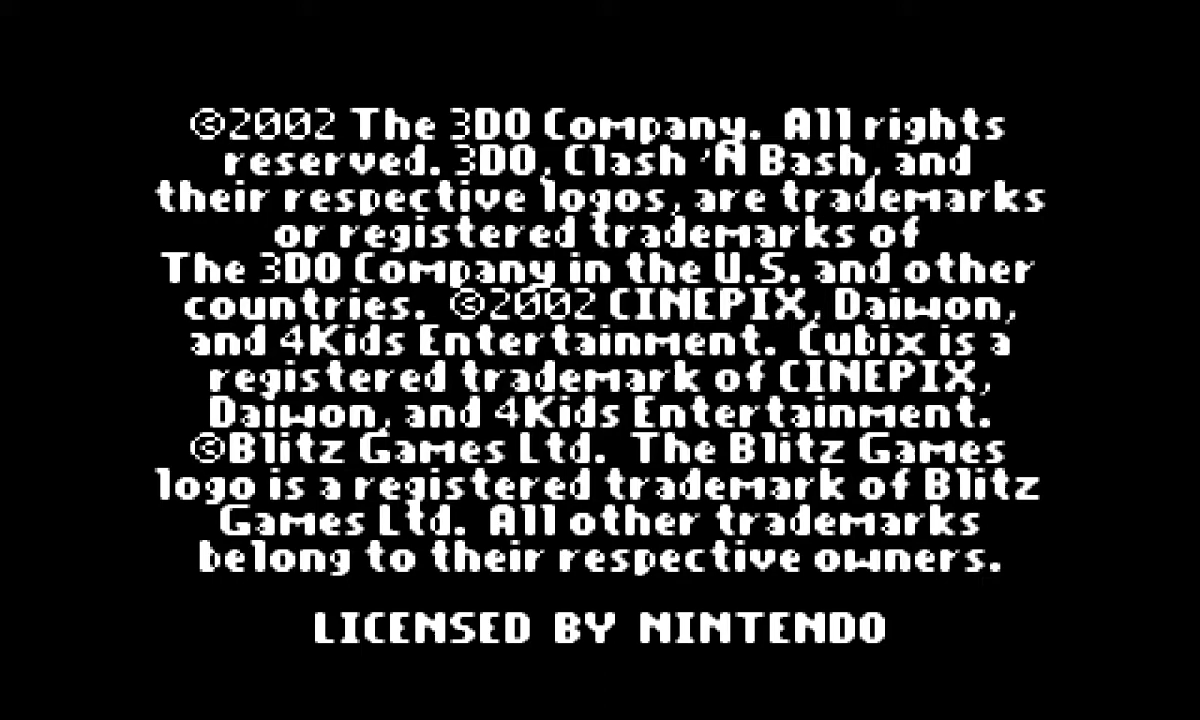 ©2002 The 3DO Company. All rights
reserved. 3DO, Clash 'N Bash, and
their respective logos, are trademarks
or registered trademarks of
The 3DO Company in the U.S. and other
countries. ©2002 CINEPIX, Daiwon,
and 4Kids Entertainment. Cubix is a
registered trademark of CINEPIX,
Daiwon, and 4Kids Entertainment.
©Blitz Games Ltd. The Blitz Games
logo is a registered trademark of Blitz
Games Ltd. All other trademarks
belong to their respective owners.
LICENSED BY NINTENDO